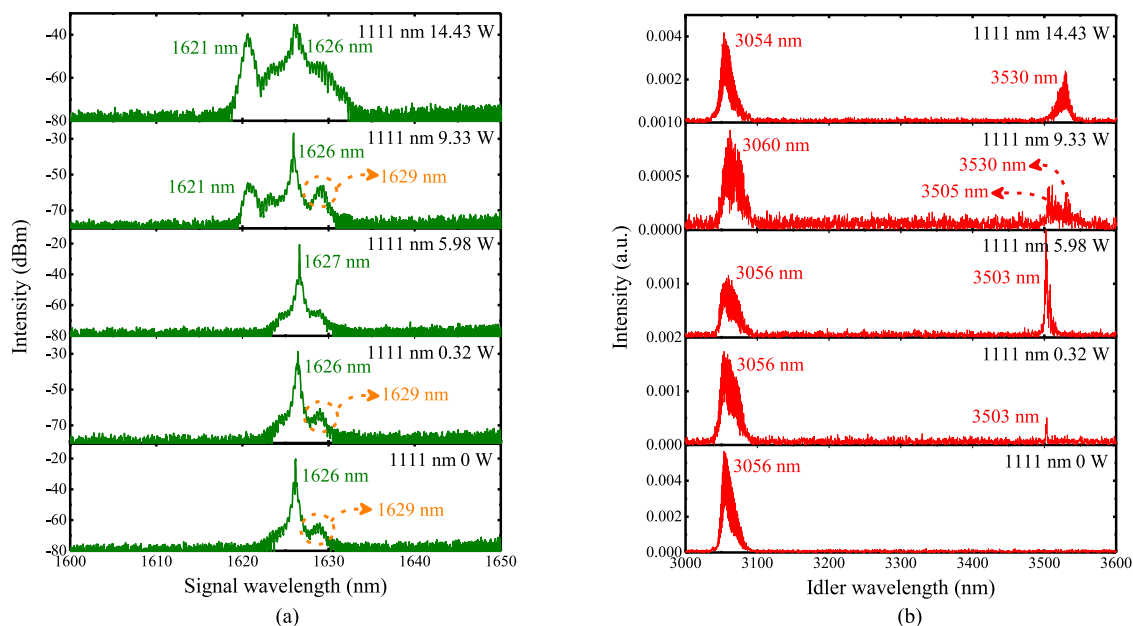 1111 nm 14.43 W
1621 nm
1626 nm
-40
-60
-80
1111 nm 9.33 W
1626 nm
1629 nm
1621 nm
-30
-50
-70
1111 nm 5.98 W
1627 nm
-20
-40
-60
-80
1111 nm 0.32 W
1626 nm
1629 nm
-30
-50
-70
1111 nm 0 W
1626 nm
1629 nm
-20
-40
-60
-80
1600
1610
1620
1630
1640
1650
Intensity (dBm)
Signal wavelength (nm)
(a)
1111 nm 14.43 W
3054 nm
3530 nm
0.004
0.002
0.0010
1111 nm 9.33 W
3060 nm
3530 nm
3505 nm
0.0005
0.0000
1111 nm 5.98 W
3056 nm
3503 nm
0.001
0.002
1111 nm 0.32 W
3056 nm
3503 nm
0.001
0.000
1111 nm 0 W
3056 nm
0.004
0.002
0.000
3000
3100
3200
3300
3400
3500
3600
Intensity (a.u.)
Idler wavelength (nm)
(b)